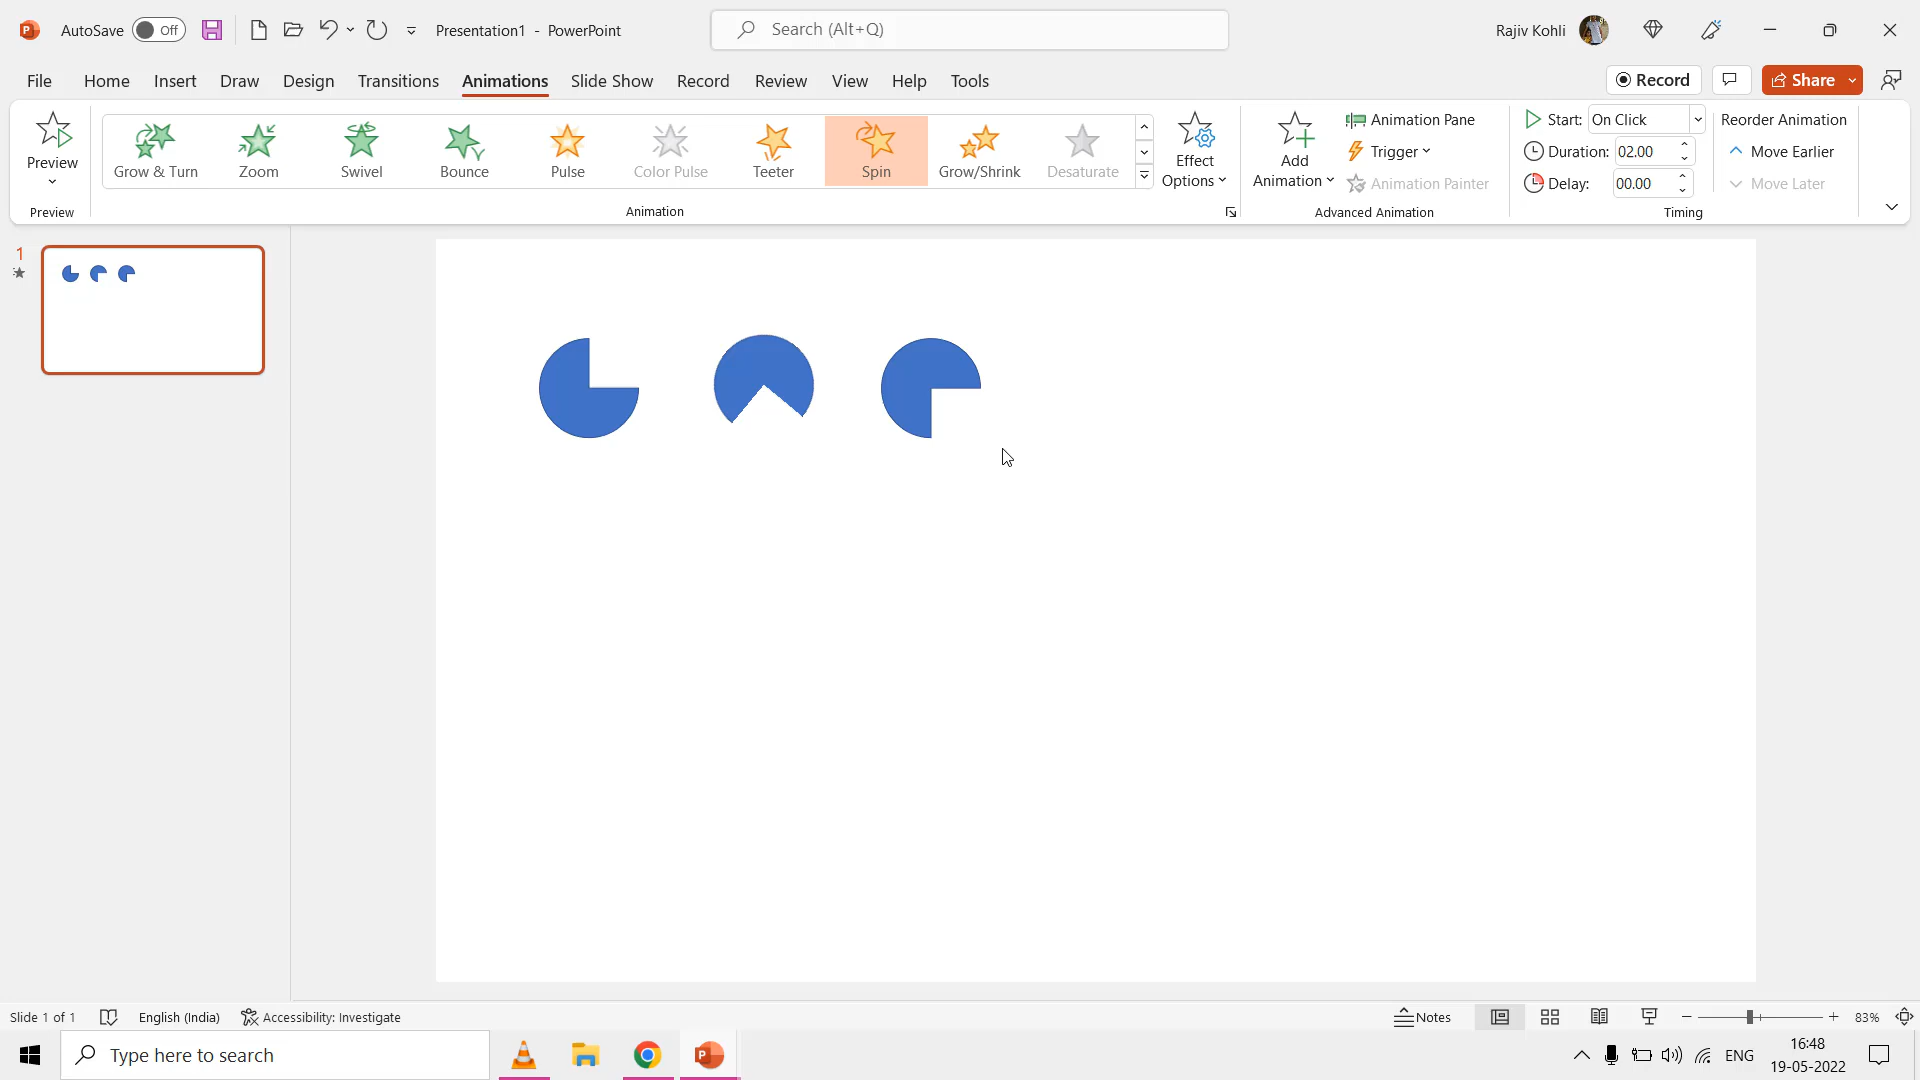 AutoSave Off Presentation1 - PowerPoint Search (Alt+Q) Rajiv Kohli
File Home Insert Draw Design Transitions Animations Slide Show Record Review View Help Tools Record Share
Preview
Grow & Turn Zoom Swivel Bounce Pulse Color Pulse Teeter Spin Grow/Shrink Desaturate
Effect Options
Add Animation
Animation Pane
Trigger
Animation Painter
Start: On Click
Duration: 02.00
Delay: 00.00
Reorder Animation
Move Earlier
Move Later
Preview Animation Advanced Animation Timing
1
Slide 1 of 1 English (India) Accessibility: Investigate Notes 83%
Type here to search ENG 16:48
19-05-2022